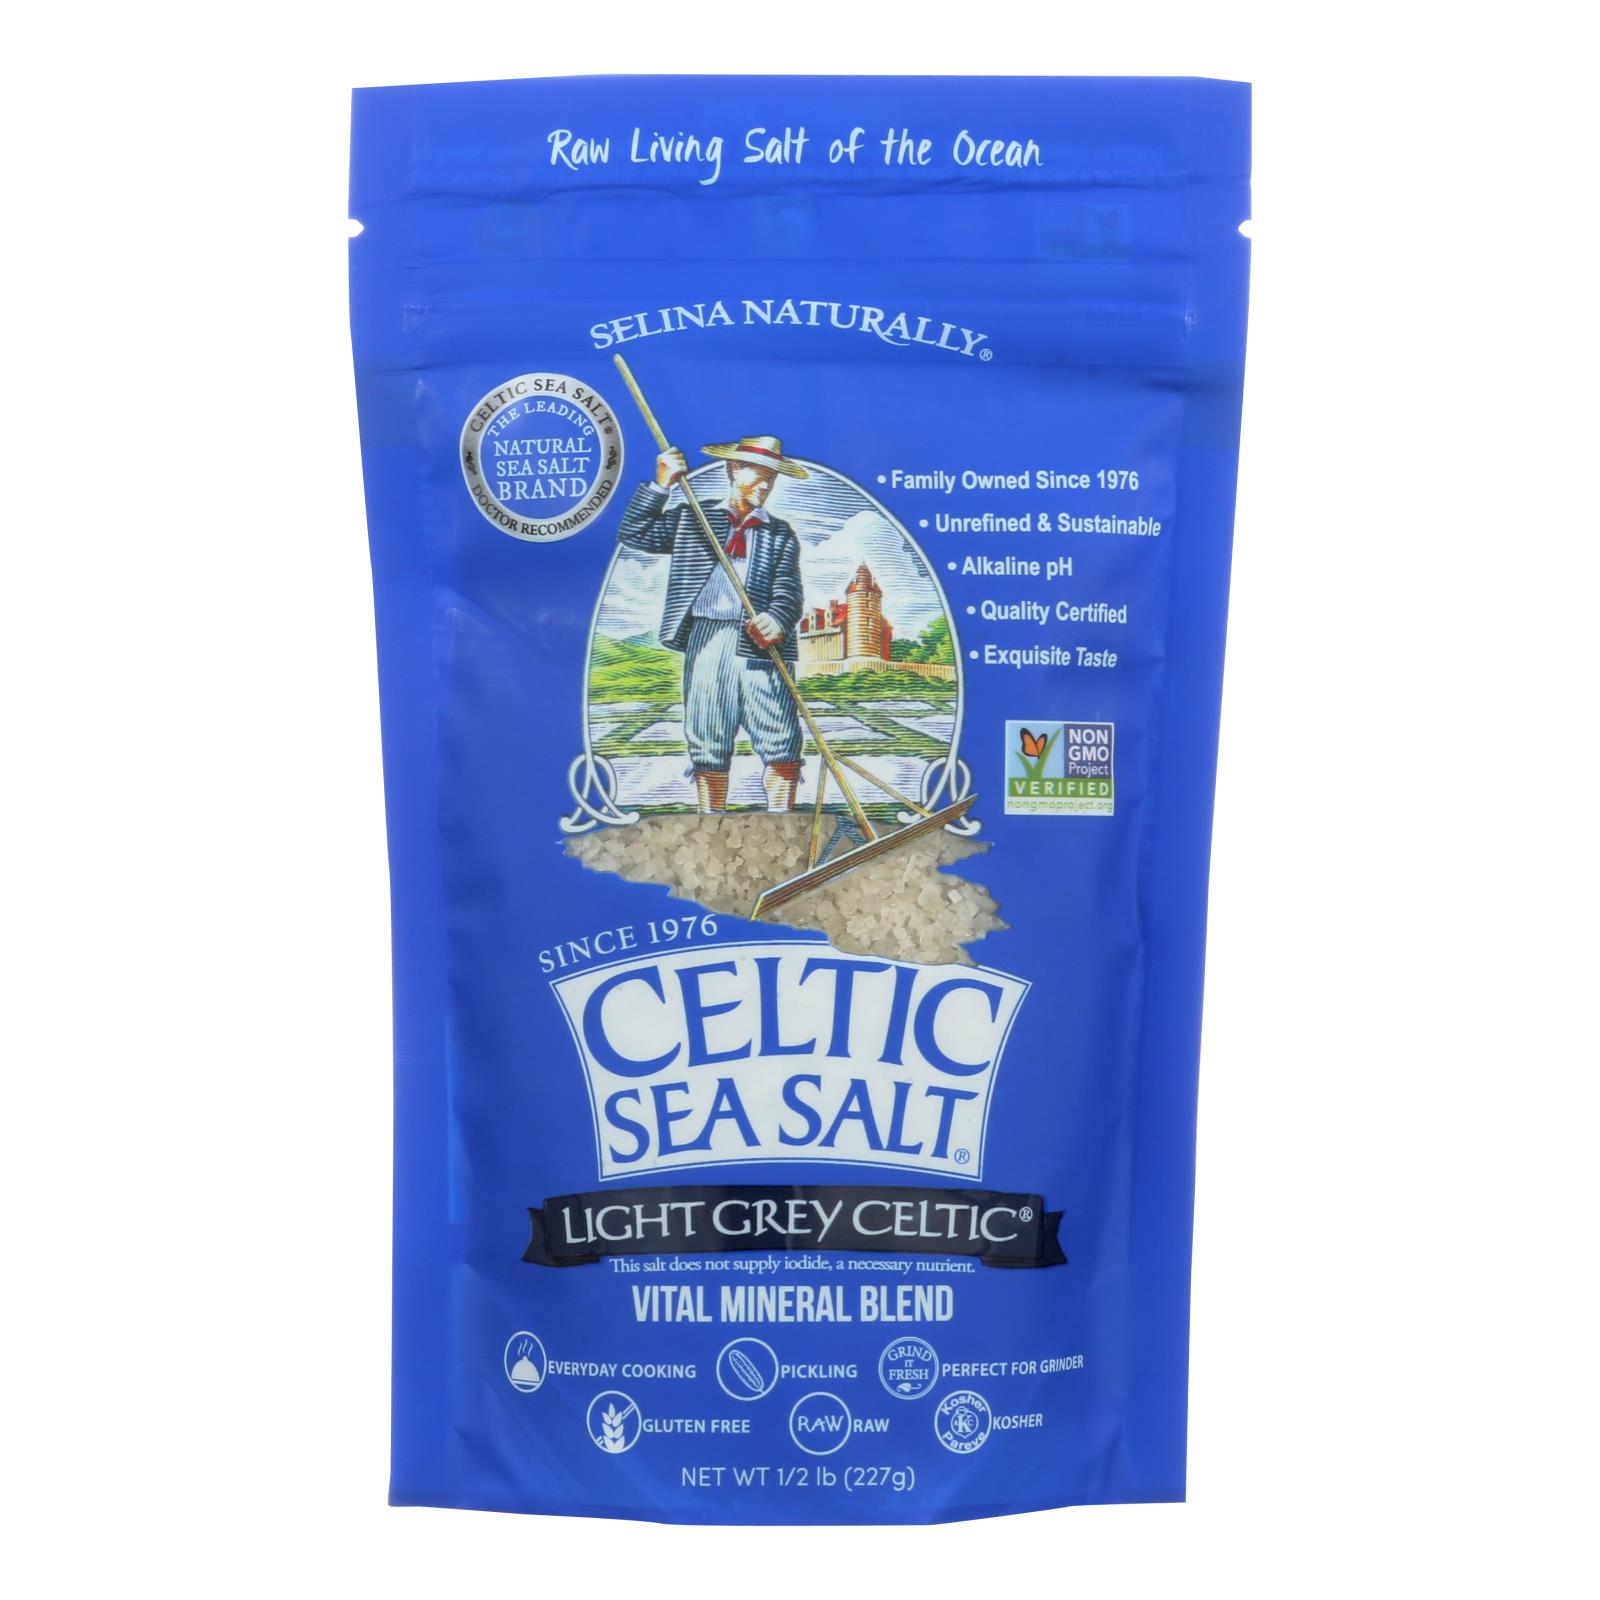 Raw Living Salt of the Ocean
SELINA NATURALLY®
CELTIC SEA SALT®
THE LEADING
NATURAL
SEA SALT
BRAND
DOCTOR RECOMMENDED
• Family Owned Since 1976
• Unrefined & Sustainable
• Alkaline pH
• Quality Certified
• Exquisite Taste
NON
GMO
Project
VERIFIED
nongmoproject.org
SINCE 1976
CELTIC
SEA SALT®
LIGHT GREY CELTIC®
This salt does not supply iodide, a necessary nutrient.
VITAL MINERAL BLEND
EVERYDAY COOKING
PICKLING
GRIND
IT
FRESH
PERFECT FOR GRINDER
GLUTEN FREE
RAW
RAW
Kosher
K
Pareve
KOSHER
NET WT 1/2 lb (227g)